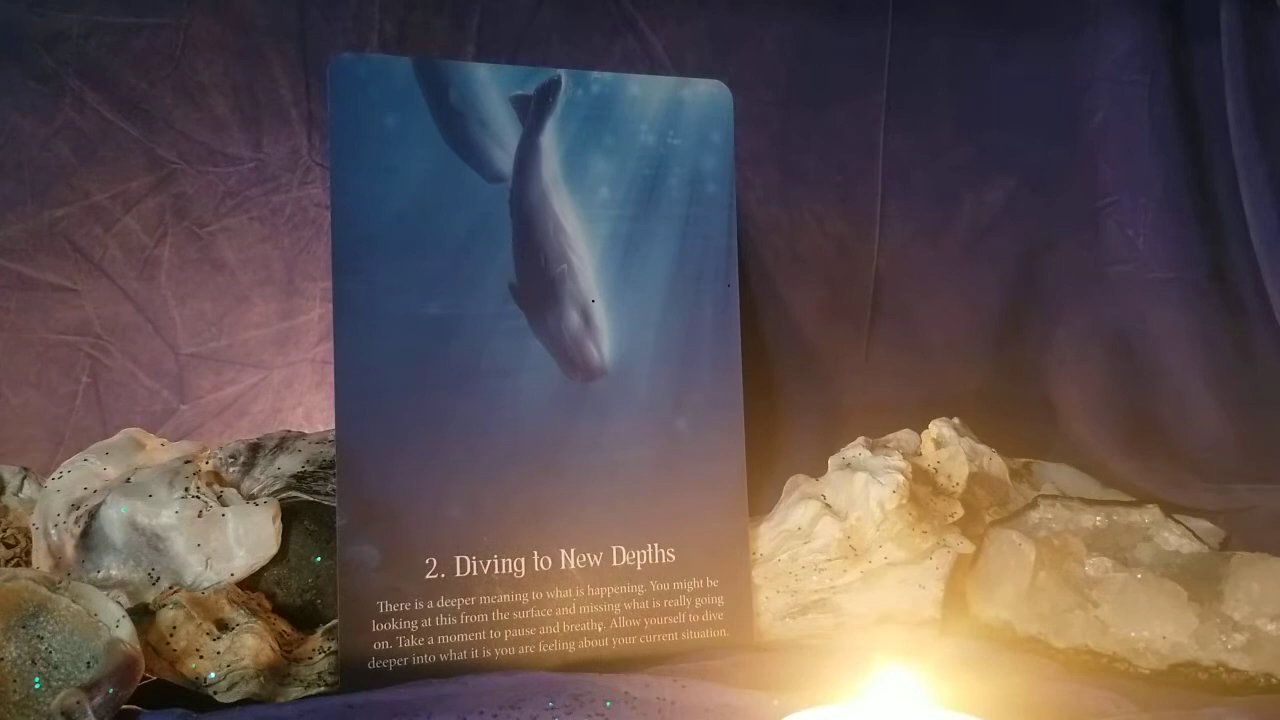 2. Diving to New Depths
There is a deeper meaning to what is happening. You might be
looking at this from the surface and missing what is really going
on. Take a moment to pause and breathe. Allow yourself to dive
deeper into what it is you are feeling about your current situation.